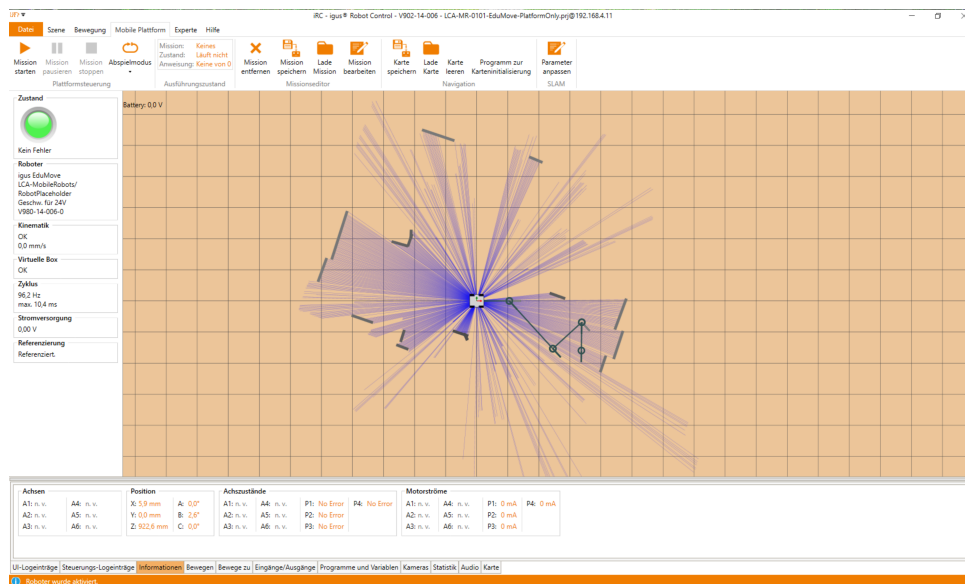 iRC - igus® Robot Control - V902-14-006 - LCA-MR-0101-EduMove-PlatformOnly.prj@192.168.4.11
Datei Szene Bewegung Mobile Plattform Experte Hilfe
Mission starten
Mission pausieren
Mission stoppen
Abspielmodus
Plattformsteuerung
Mission: Keines
Zustand: Läuft nicht
Anweisung: Keine von 0
Ausführungszustand
Mission entfernen
Mission speichern
Lade Mission
Mission bearbeiten
Missionseditor
Karte speichern
Lade Karte
Karte leeren
Programm zur Karteninitialisierung
Navigation
Parameter anpassen
SLAM
Battery: 0,0 V
Zustand
Kein Fehler
Roboter
igus EduMove
LCA-MobileRobots/
RobotPlaceholder
Geschw. für 24V
V980-14-006-0
Kinematik
OK
0,0 mm/s
Virtuelle Box
OK
Zyklus
96,2 Hz
max. 10,4 ms
Stromversorgung
0,00 V
Referenzierung
Referenziert.
Achsen
A1: n. v. A4: n. v.
A2: n. v. A5: n. v.
A3: n. v. A6: n. v.
Position
X: 5,9 mm A: 0,0°
Y: 0,0 mm B: 2,6°
Z: 922,6 mm C: 0,0°
Achszustände
A1: n. v. A4: n. v. P1: No Error P4: No Error
A2: n. v. A5: n. v. P2: No Error
A3: n. v. A6: n. v. P3: No Error
Motorströme
A1: n. v. A4: n. v. P1: 0 mA P4: 0 mA
A2: n. v. A5: n. v. P2: 0 mA
A3: n. v. A6: n. v. P3: 0 mA
UI-Logeinträge Steuerungs-Logeinträge Informationen Bewegen Bewege zu Eingänge/Ausgänge Programme und Variablen Kameras Statistik Audio Karte
Roboter wurde aktiviert.